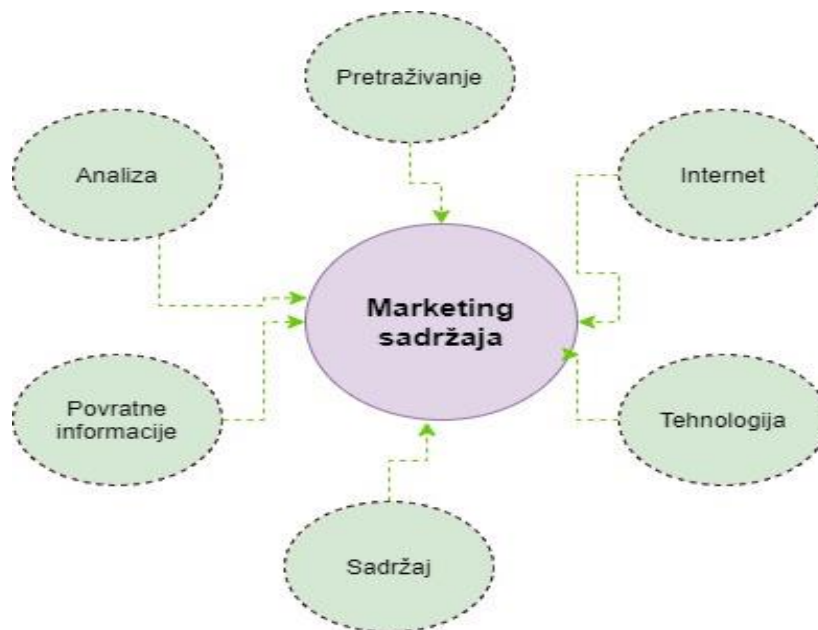 Pretraživanje
Analiza
Internet
Marketing
sadržaja
Povratne
informacije
Tehnologija
Sadržaj